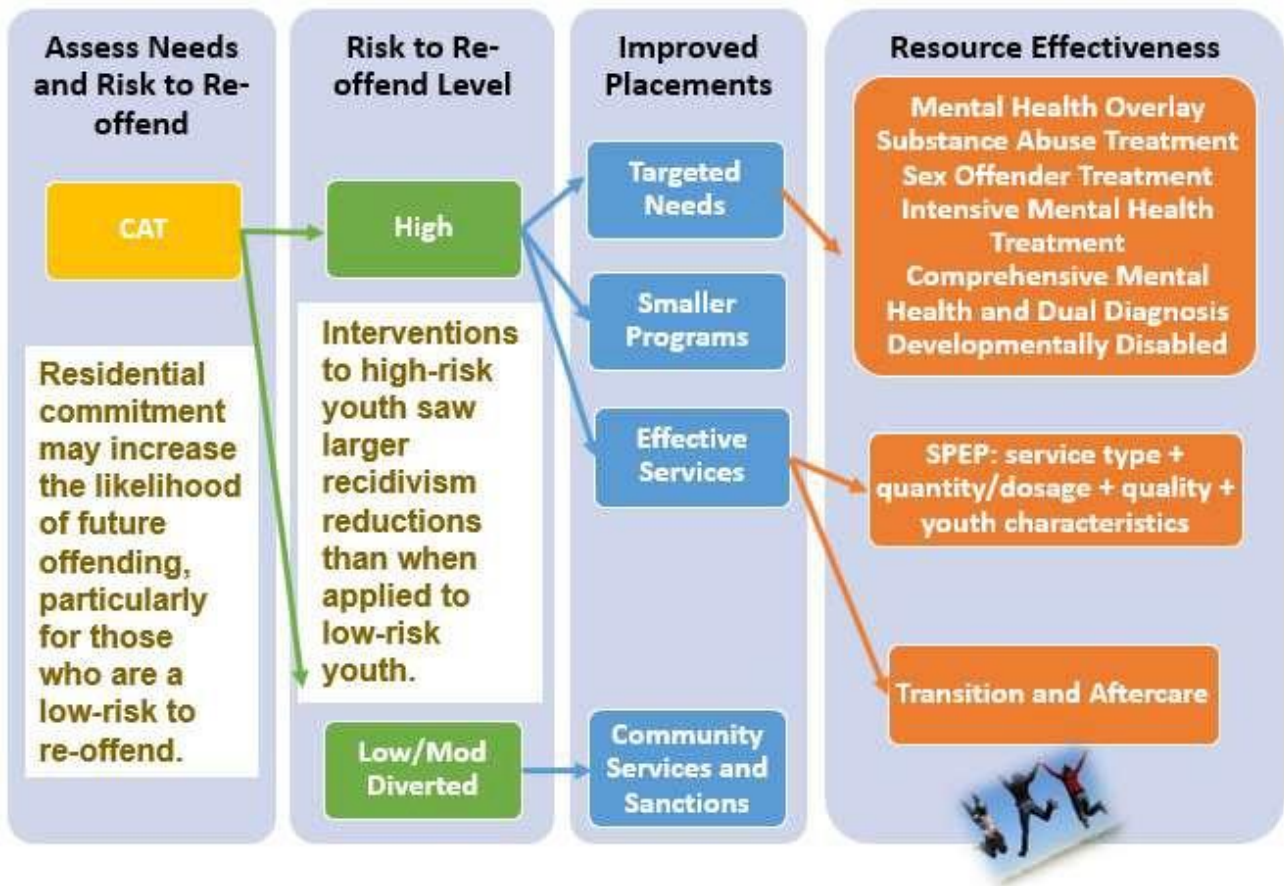 Assess Needs
and Risk to Re-
offend
CAT
Residential
commitment
may increase
the likelihood
of future
offending,
particularly
for those
who are a
low-risk to
re-offend.
Risk to Re-
offend Level
High
Interventions
to high-risk
youth saw
larger
recidivism
reductions
than when
applied to
low-risk
youth.
Low/Mod
Diverted
Improved
Placements
Targeted
Needs
Smaller
Programs
Effective
Services
Community
Services and
Sanctions
Resource Effectiveness
Mental Health Overlay
Substance Abuse Treatment
Sex Offender Treatment
Intensive Mental Health
Treatment
Comprehensive Mental
Health and Dual Diagnosis
Developmentally Disabled
SPEP: service type +
quantity/dosage + quality +
youth characteristics
Transition and Aftercare